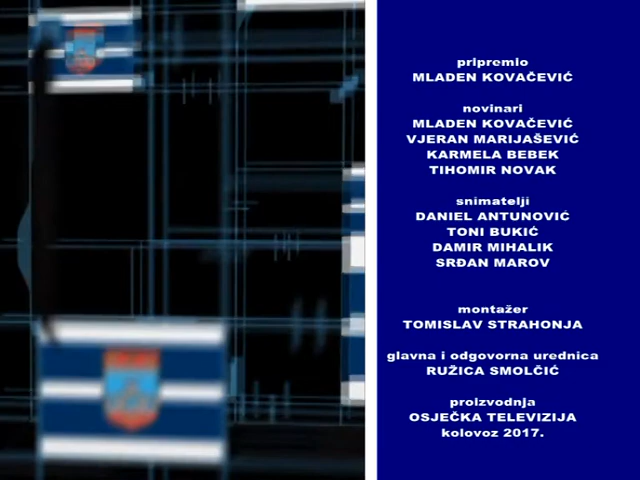 pripremio
MLADEN KOVAČEVIĆ
novinari
MLADEN KOVAČEVIĆ
VJERAN MARIJAŠEVIĆ
KARMELA BEBEK
TIHOMIR NOVAK
snimatelji
DANIEL ANTUNOVIĆ
TONI BUKIĆ
DAMIR MIHALIK
SRĐAN MAROV
montažer
TOMISLAV STRAHONJA
glavna i odgovorna urednica
RUŽICA SMOLČIĆ
proizvodnja
OSJEČKA TELEVIZIJA
kolovoz 2017.